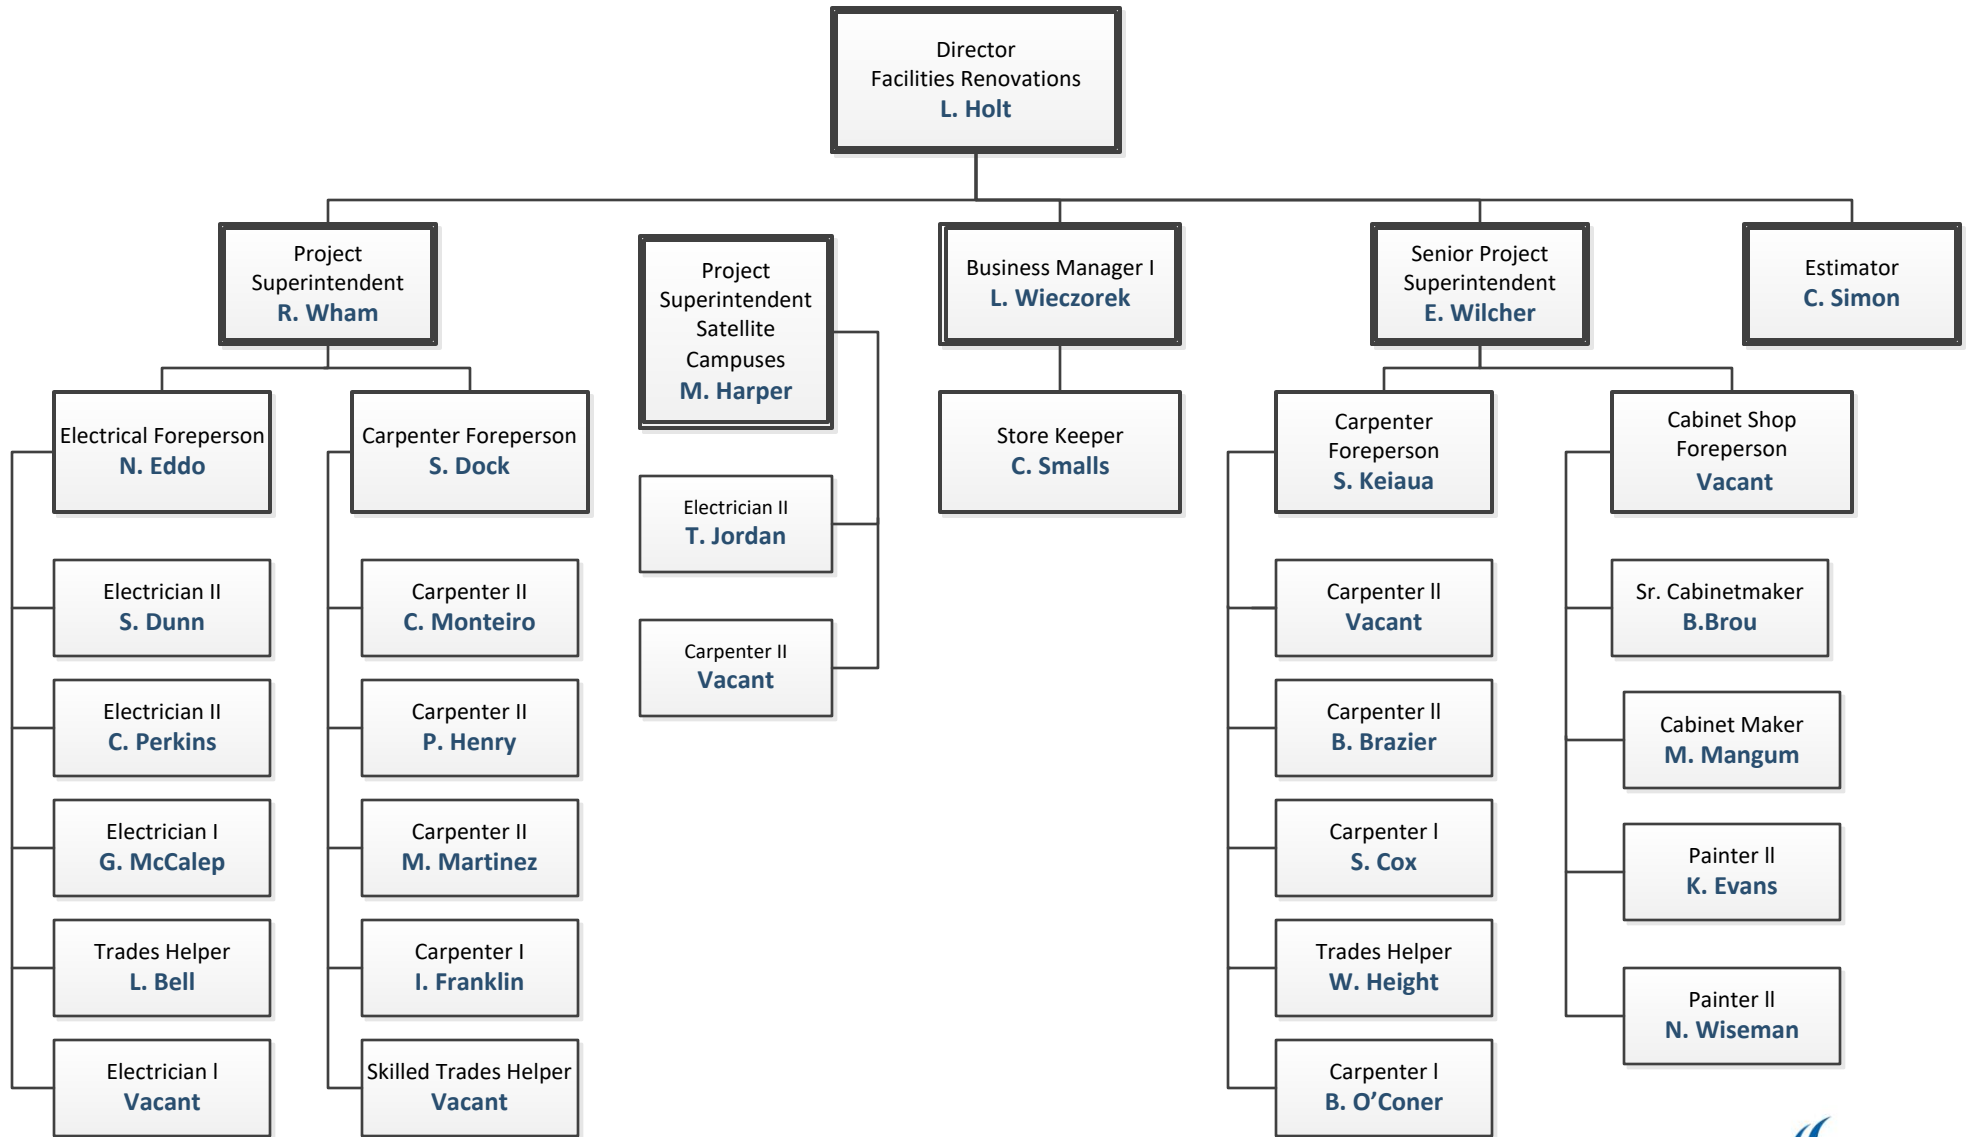 Director
Facilities Renovations
L. Holt
Project
Superintendent
R. Wham
Project
Superintendent
Satellite
Campuses
M. Harper
Business Manager I
L. Wieczorek
Senior Project
Superintendent
E. Wilcher
Estimator
C. Simon
Electrical Foreperson
N. Eddo
Carpenter Foreperson
S. Dock
Store Keeper
C. Smalls
Carpenter
Foreperson
S. Keiaua
Cabinet Shop
Foreperson
Vacant
Electrician II
S. Dunn
Electrician II
C. Perkins
Electrician I
G. McCalep
Trades Helper
L. Bell
Electrician l
Vacant
Carpenter II
C. Monteiro
Carpenter II
P. Henry
Carpenter II
M. Martinez
Carpenter I
I. Franklin
Skilled Trades Helper
Vacant
Electrician II
T. Jordan
Carpenter II
Vacant
Carpenter ll
Vacant
Carpenter ll
B. Brazier
Carpenter l
S. Cox
Trades Helper
W. Height
Carpenter l
B. O’Coner
Sr. Cabinetmaker
B.Brou
Cabinet Maker
M. Mangum
Painter ll
K. Evans
Painter ll
N. Wiseman